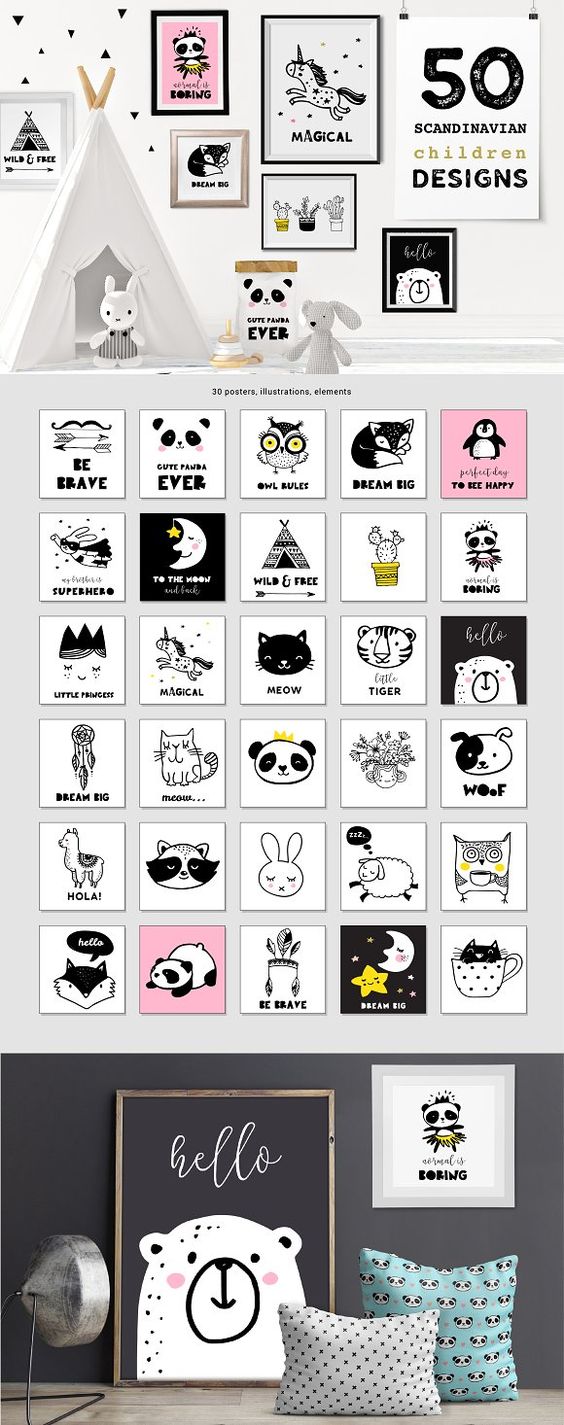 normal is
BORING
MAGICAL
50
SCANDINAVIAN
children
DESIGNS
WILD & FREE
DREAM BIG
hello
CUTE PANDA
EVER
30 posters, illustrations, elements
BE
BRAVE
CUTE PANDA
EVER
OWL RULES
DREAM BIG
perfect day
TO BEE HAPPY
my brother is
SUPERHERO
TO THE MOON
and back
WILD & FREE
normal is
BORING
LITTLE PRINCESS
MAGICAL
MEOW
little
TIGER
hello
DREAM BIG
meow...
WOOF
HOLA!
zzZz...
hello
BE BRAVE
DREAM BIG
hello
normal is
BORING